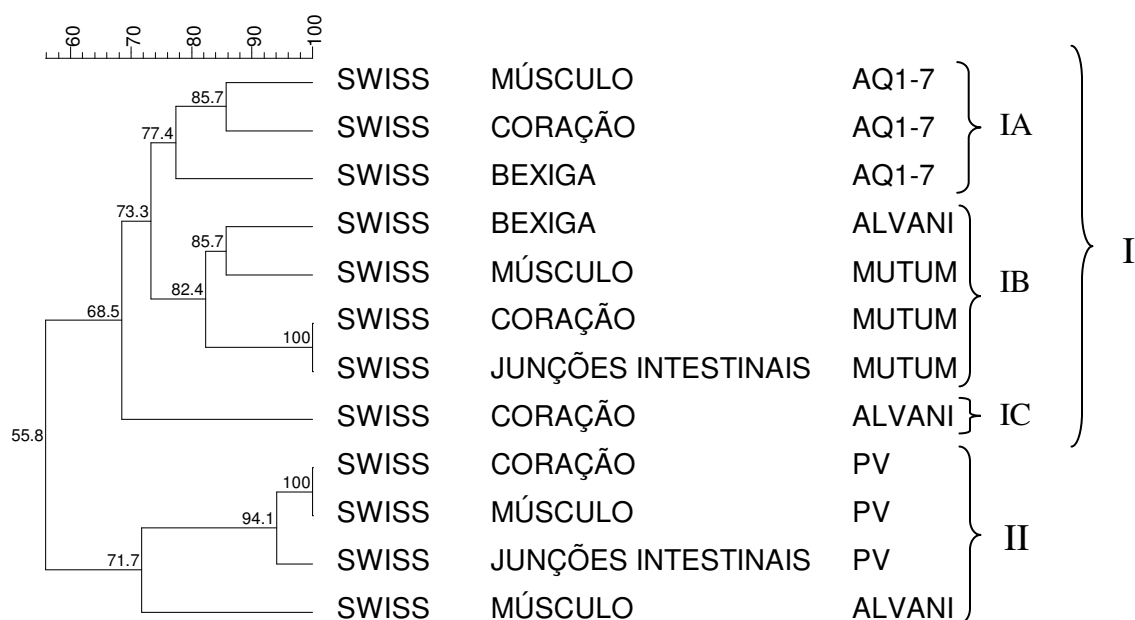 60 70 80 90 100
SWISS MÚSCULO AQ1-7
85.7
SWISS CORAÇÃO AQ1-7 IA
77.4
SWISS BEXIGA AQ1-7
73.3
SWISS BEXIGA ALVANI
85.7 I
SWISS MÚSCULO MUTUM IB
82.4
68.5 SWISS CORAÇÃO MUTUM
100
SWISS JUNÇÕES INTESTINAIS MUTUM
SWISS CORAÇÃO ALVANI IC
55.8
SWISS CORAÇÃO PV
100
SWISS MÚSCULO PV
94.1 II
71.7 SWISS JUNÇÕES INTESTINAIS PV
SWISS MÚSCULO ALVANI